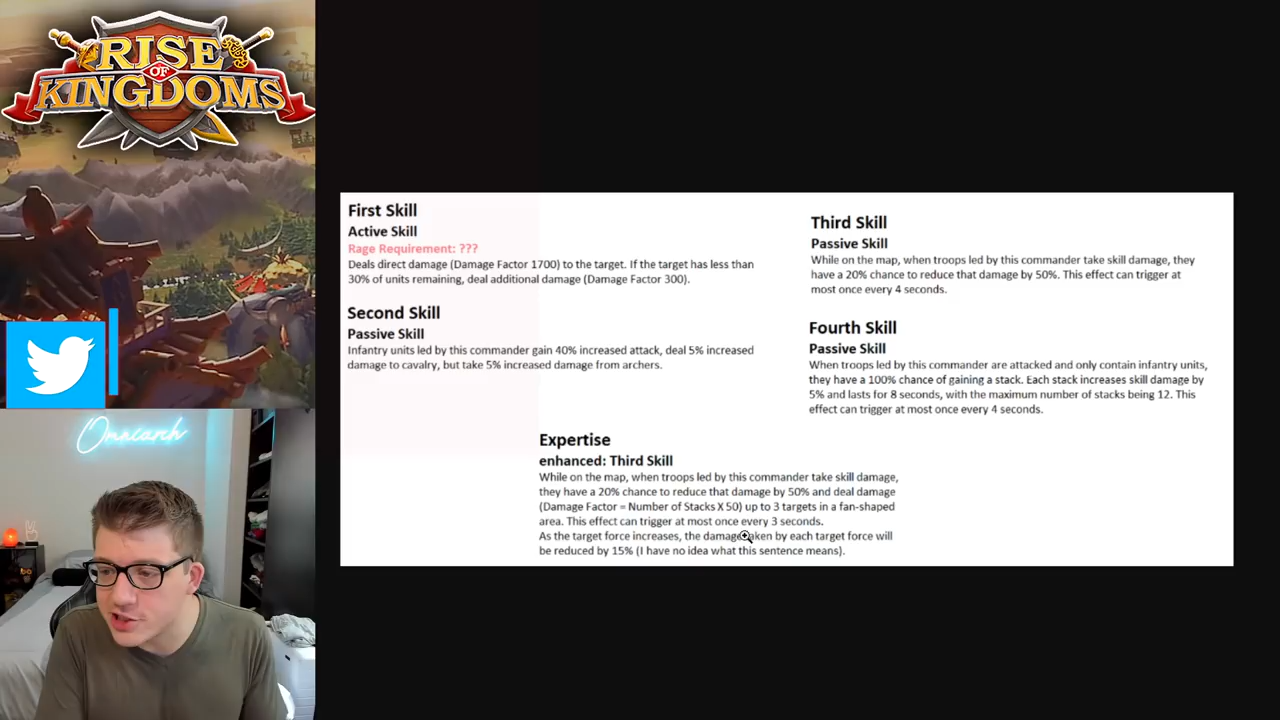 RISE
OF
KINGDOMS
Omniarch
First Skill
Active Skill
Rage Requirement: ???
Deals direct damage (Damage Factor 1700) to the target. If the target has less than
30% of units remaining, deal additional damage (Damage Factor 300).
Second Skill
Passive Skill
Infantry units led by this commander gain 40% increased attack, deal 5% increased
damage to cavalry, but take 5% increased damage from archers.
Third Skill
Passive Skill
While on the map, when troops led by this commander take skill damage, they
have a 20% chance to reduce that damage by 50%. This effect can trigger at
most once every 4 seconds.
Fourth Skill
Passive Skill
When troops led by this commander are attacked and only contain infantry units,
they have a 100% chance of gaining a stack. Each stack increases skill damage by
5% and lasts for 8 seconds, with the maximum number of stacks being 12. This
effect can trigger at most once every 4 seconds.
Expertise
enhanced: Third Skill
While on the map, when troops led by this commander take skill damage,
they have a 20% chance to reduce that damage by 50% and deal damage
(Damage Factor = Number of Stacks X 50) up to 3 targets in a fan-shaped
area. This effect can trigger at most once every 3 seconds.
As the target force increases, the damage taken by each target force will
be reduced by 15% (I have no idea what this sentence means).